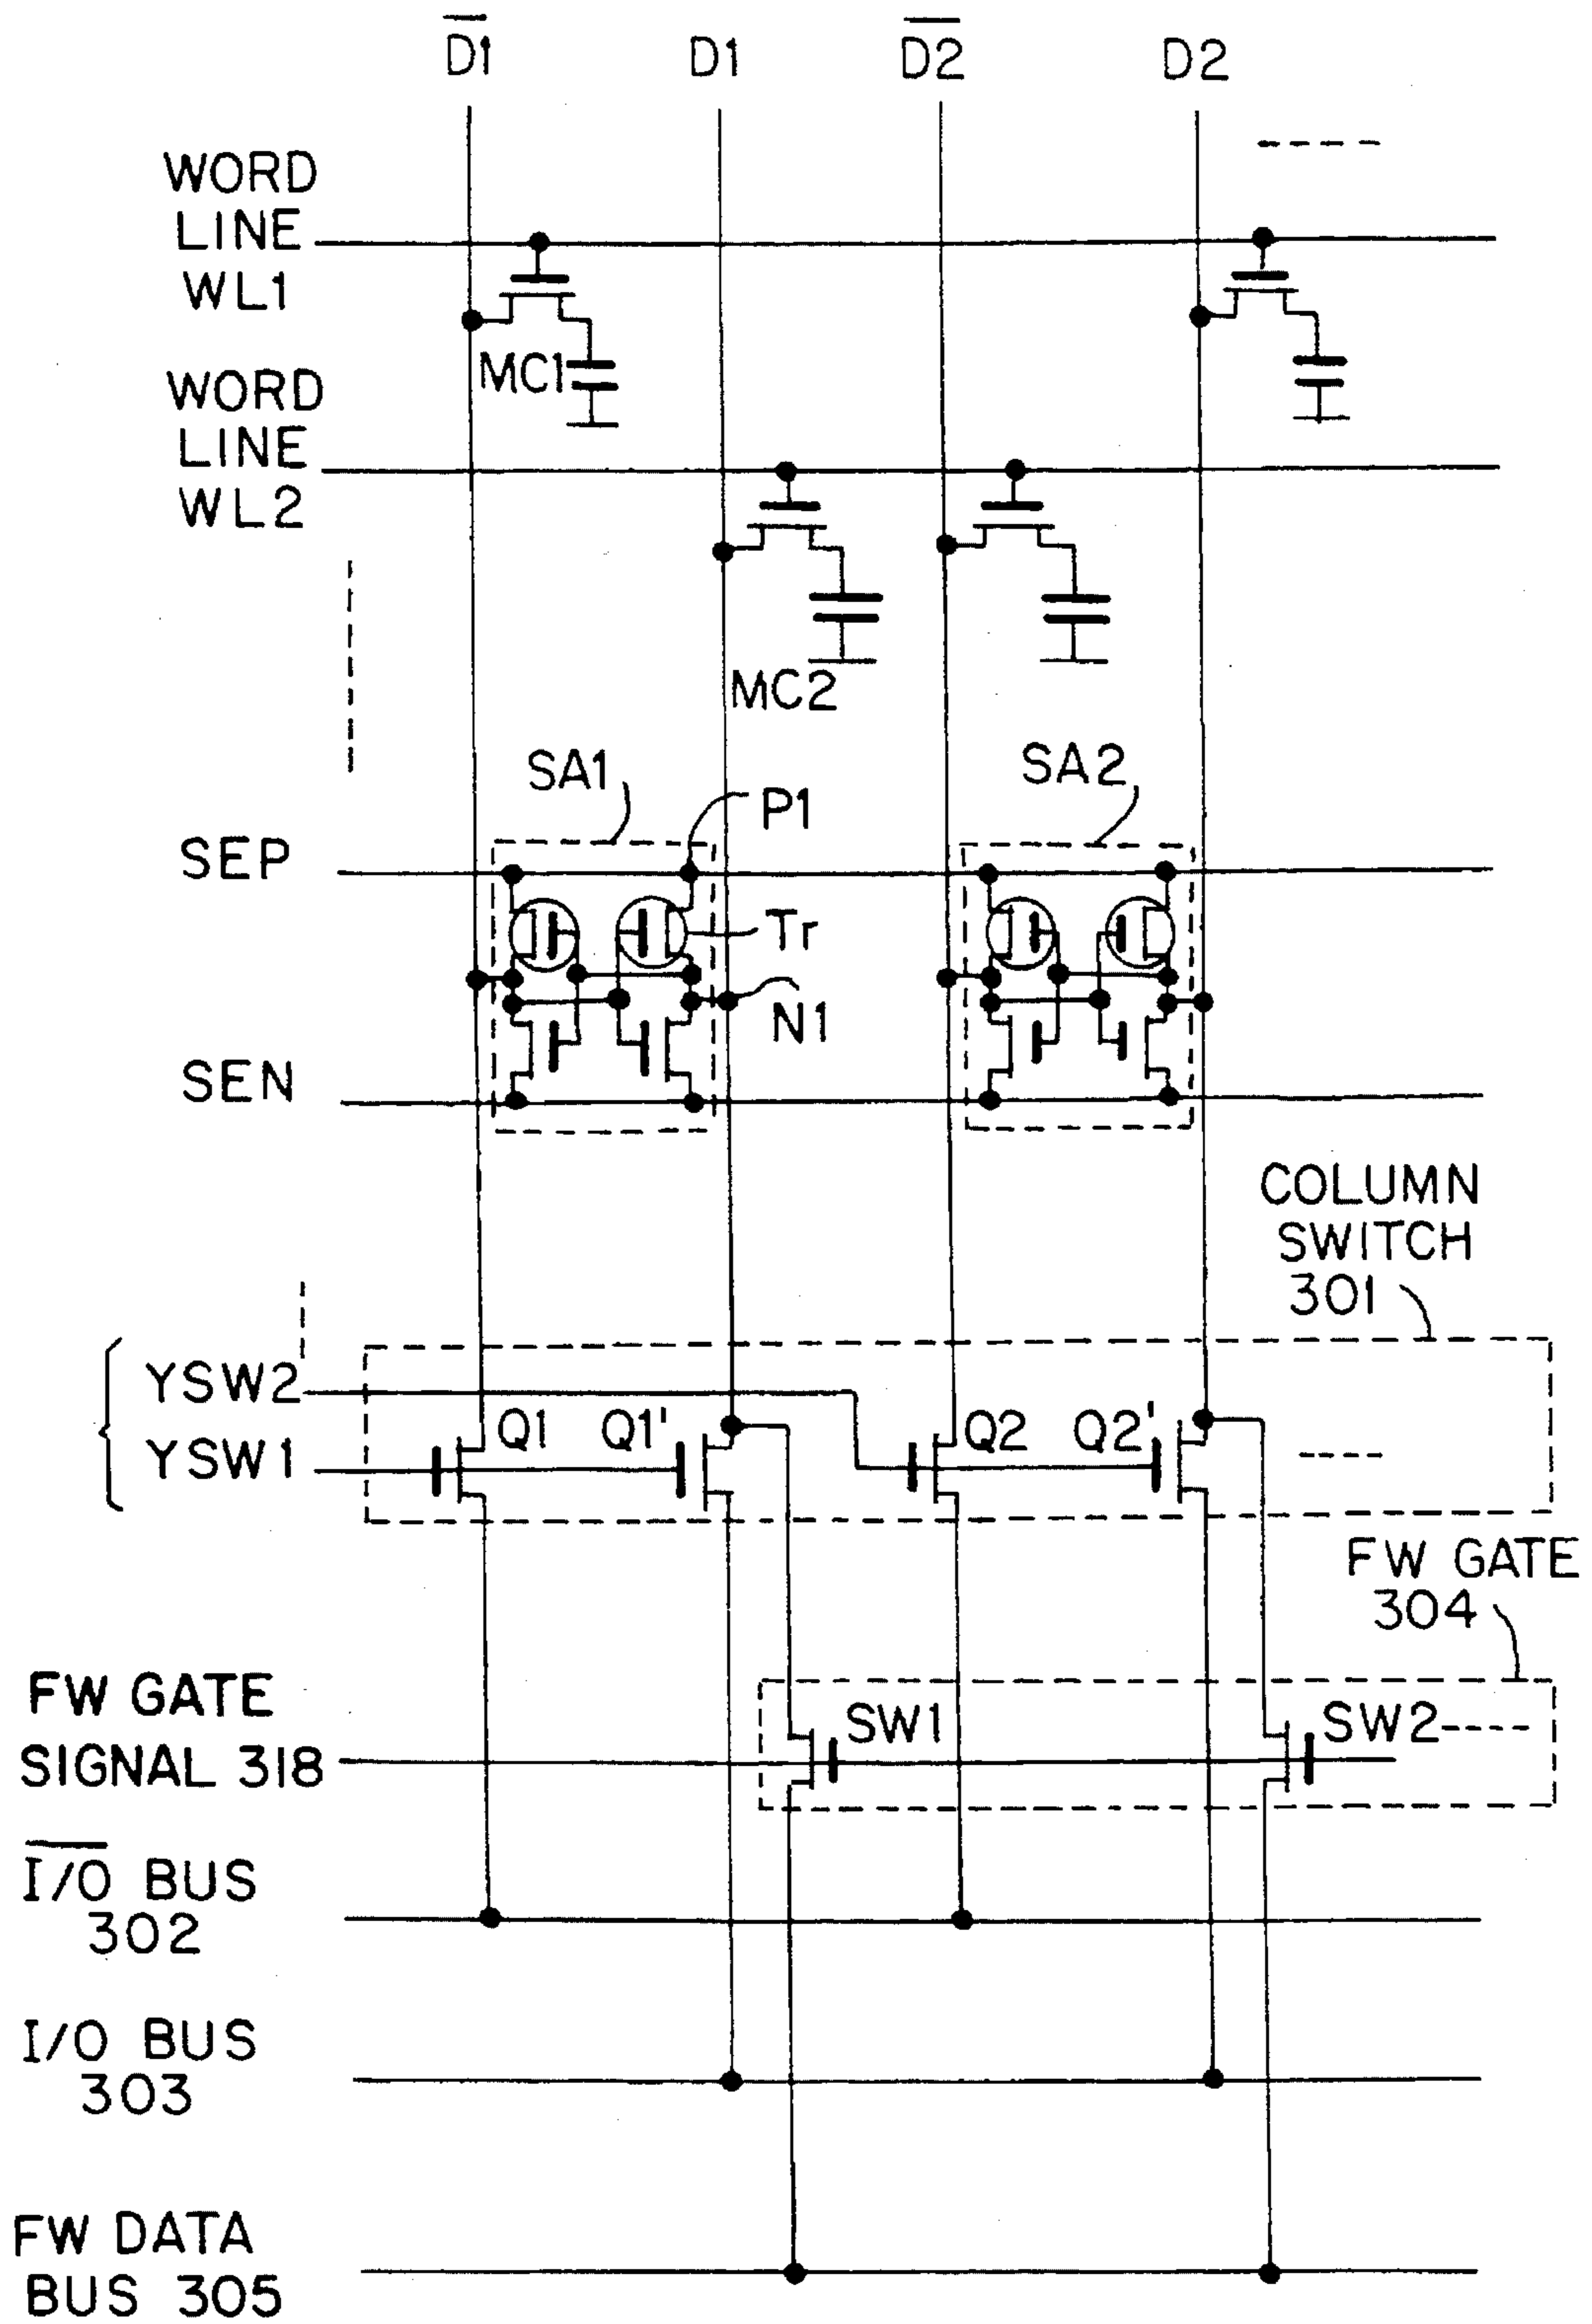 D̅1̅ D1 D̅2̅ D2
WORD
LINE
WL1
MC1
WORD
LINE
WL2
MC2
SA1 SA2
P1
SEP
Tr
N1
SEN
COLUMN
SWITCH
301
YSW2
Q1 Q1' Q2 Q2'
YSW1
FW GATE
304
FW GATE
SIGNAL 318
SW1 SW2
I̅/̅O̅ BUS
302
I/O BUS
303
FW DATA
BUS 305